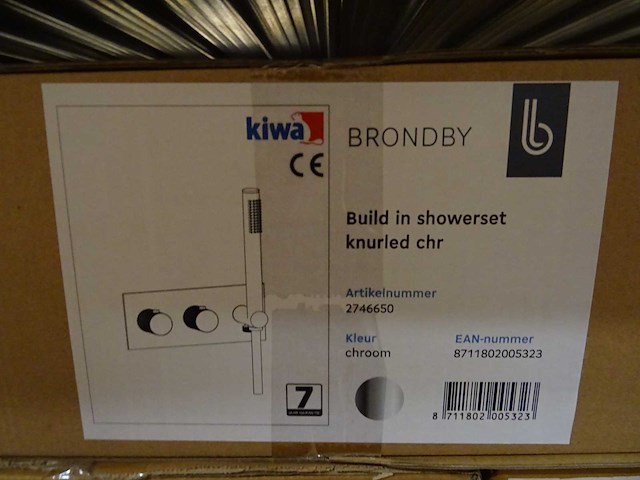 kiwa
CE
BRONDBY
b
Build in showerset
knurled chr
Artikelnummer
2746650
Kleur
chroom
EAN-nummer
8711802005323
7
8 711802 005323